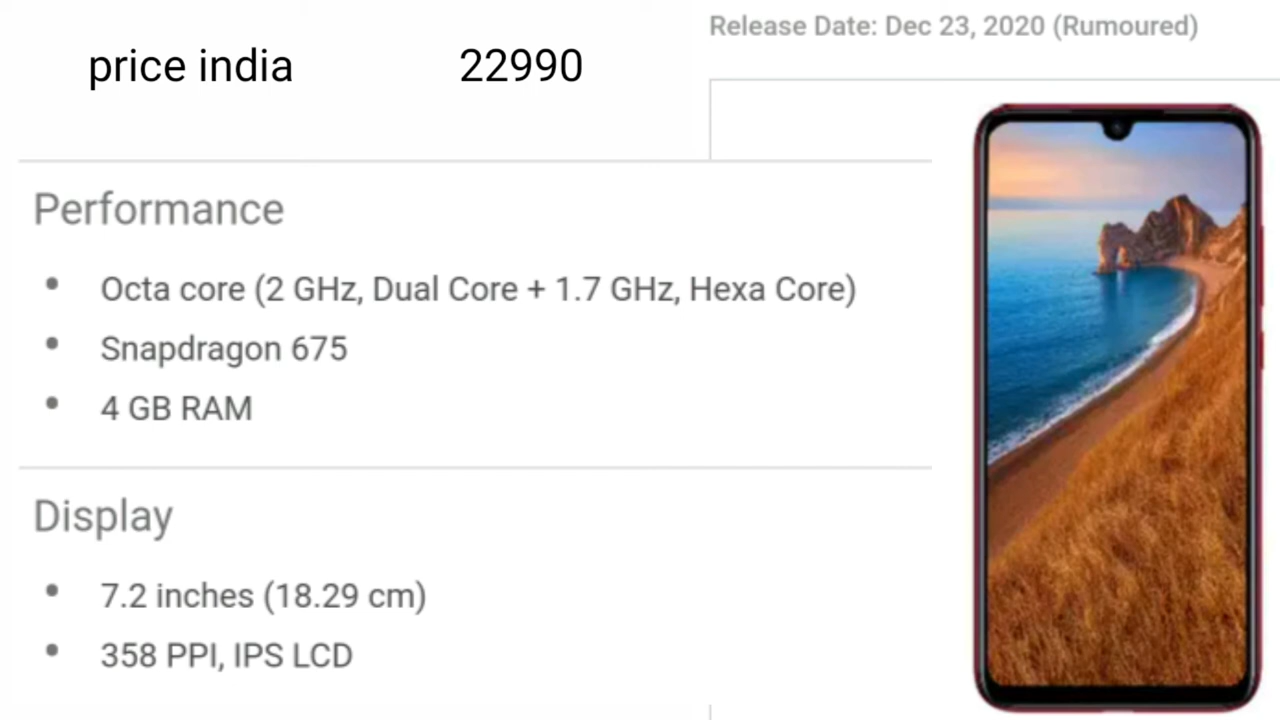 Release Date: Dec 23, 2020 (Rumoured)
price india 22990
Performance
• Octa core (2 GHz, Dual Core + 1.7 GHz, Hexa Core)
• Snapdragon 675
• 4 GB RAM
Display
• 7.2 inches (18.29 cm)
• 358 PPI, IPS LCD